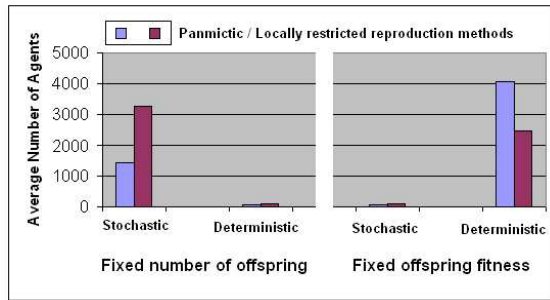 Panmictic / Locally restricted reproduction methods
Average Number of Agents
5000
4000
3000
2000
1000
0
Stochastic Deterministic Stochastic Deterministic
Fixed number of offspring Fixed offspring fitness